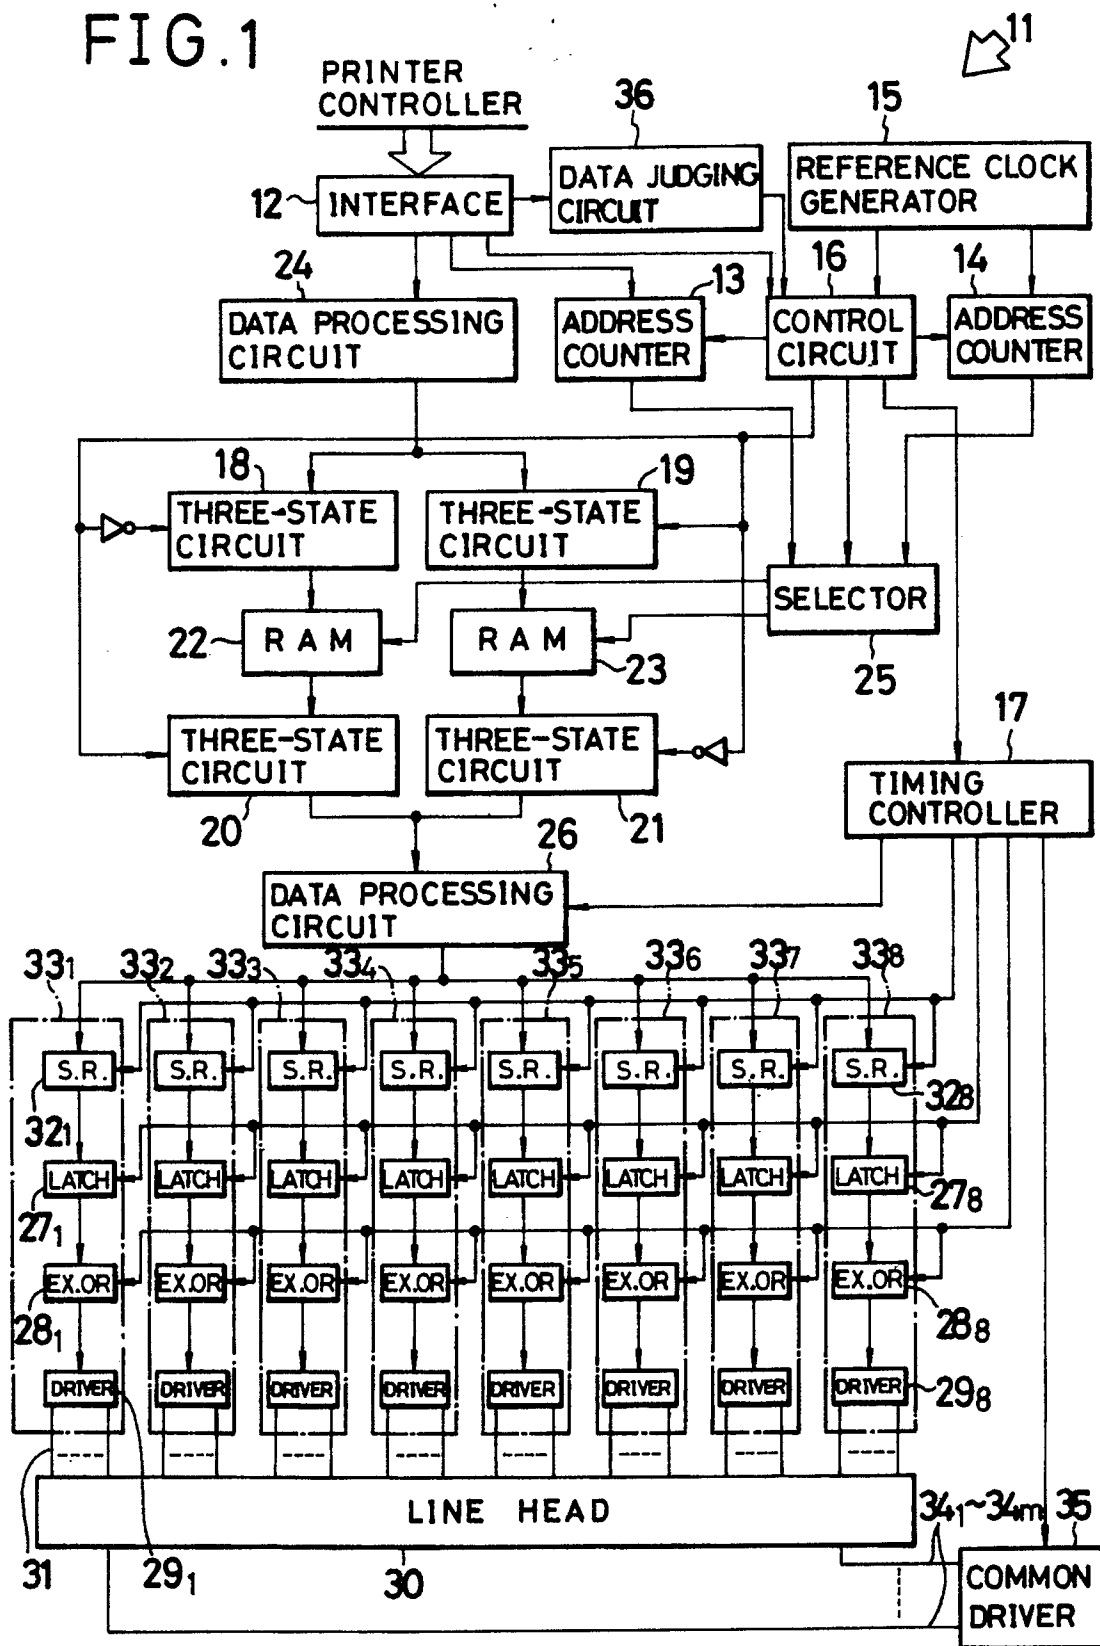 FIG.1
11
PRINTER
CONTROLLER
36
15
12
INTERFACE
DATA JUDGING
CIRCUIT
REFERENCE CLOCK
GENERATOR
24
13
16
14
DATA PROCESSING
CIRCUIT
ADDRESS
COUNTER
CONTROL
CIRCUIT
ADDRESS
COUNTER
18
19
THREE-STATE
CIRCUIT
THREE-STATE
CIRCUIT
SELECTOR
25
22
RAM
RAM
23
17
THREE-STATE
CIRCUIT
THREE-STATE
CIRCUIT
TIMING
CONTROLLER
20
21
26
DATA PROCESSING
CIRCUIT
331 332 333 334 335 336 337 338
S.R. S.R. S.R. S.R. S.R. S.R. S.R. S.R.
321 328
LATCH LATCH LATCH LATCH LATCH LATCH LATCH LATCH
271 278
EX.OR EX.OR EX.OR EX.OR EX.OR EX.OR EX.OR EX.OR
281 288
DRIVER DRIVER DRIVER DRIVER DRIVER DRIVER DRIVER DRIVER
298
LINE HEAD
341~34m
35
31
291
30
COMMON
DRIVER